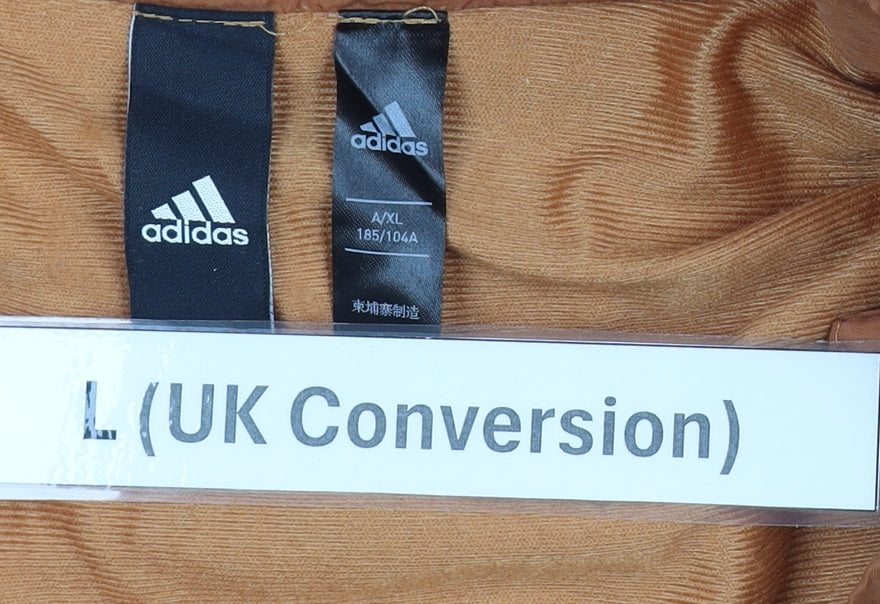 adidas
adidas
A/XL
185/104A
柬埔寨制造
L (UK Conversion)